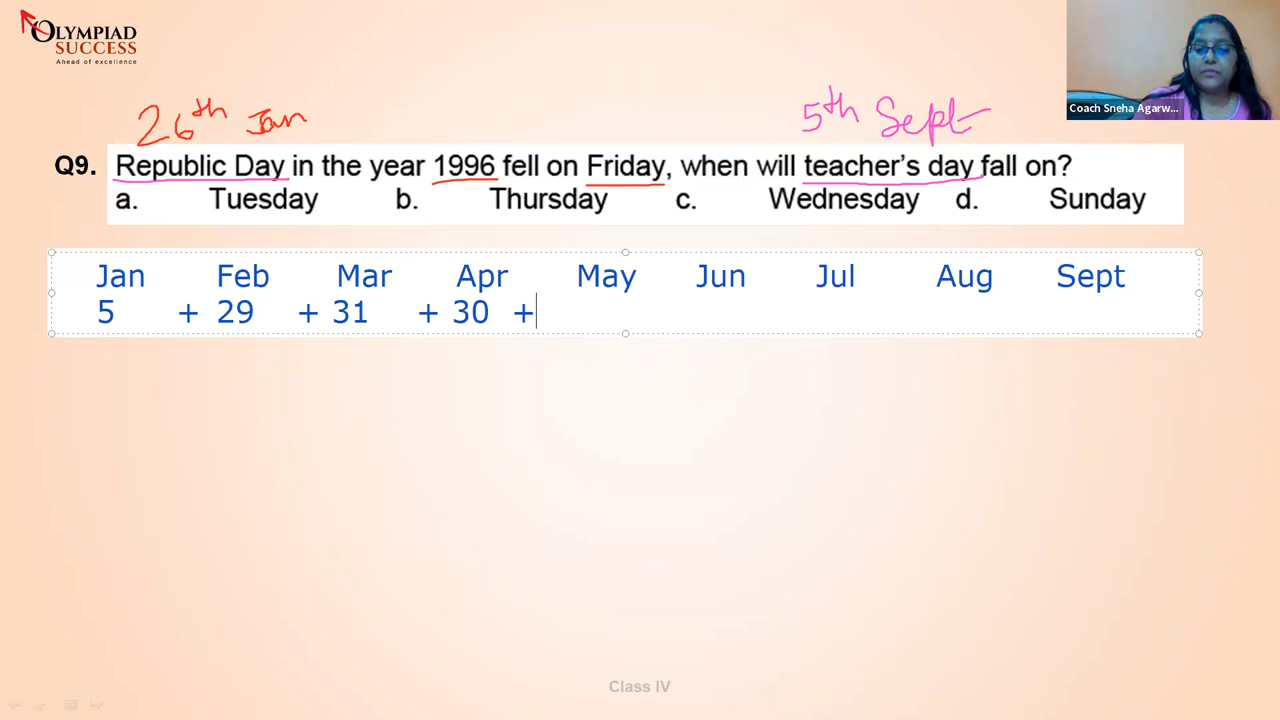 OLYMPIAD
SUCCESS
Ahead of excellence
Coach Sneha Agarw...
26th Jan
5th Sept
Q9. Republic Day in the year 1996 fell on Friday, when will teacher's day fall on?
a. Tuesday b. Thursday c. Wednesday d. Sunday
Jan Feb Mar Apr May Jun Jul Aug Sept
5 + 29 + 31 + 30 +
Class IV